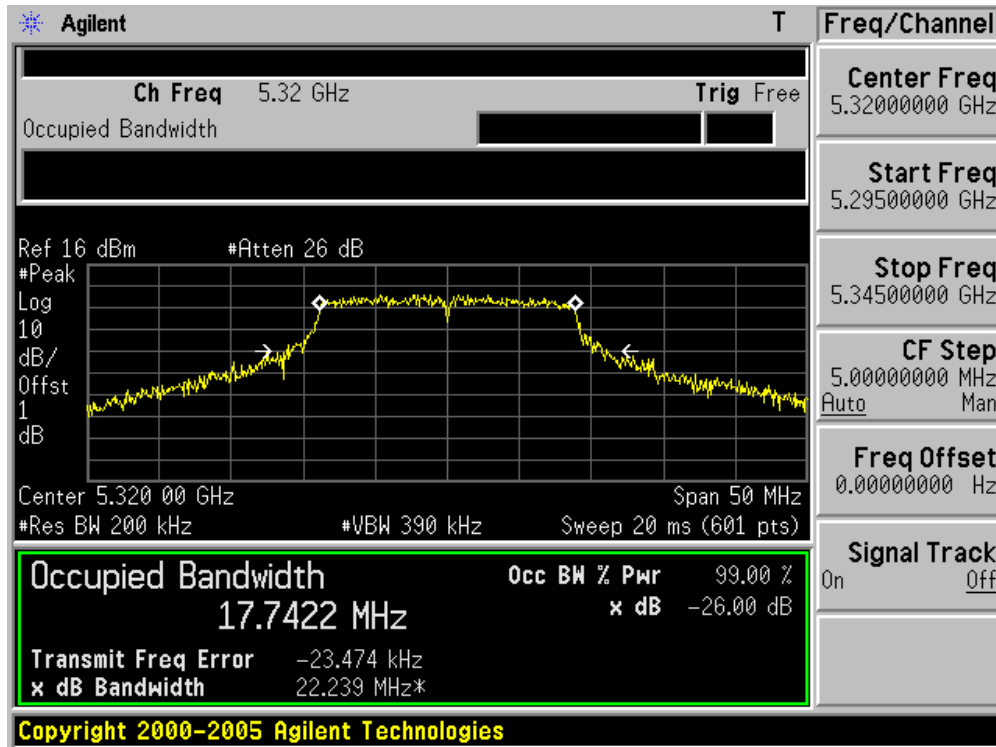 Agilent T Freq/Channel
Ch Freq 5.32 GHz Trig Free
Occupied Bandwidth
Center Freq
5.32000000 GHz
Start Freq
5.29500000 GHz
Stop Freq
5.34500000 GHz
CF Step
5.00000000 MHz
Auto Man
Freq Offset
0.00000000 Hz
Signal Track
On Off
Ref 16 dBm #Atten 26 dB
#Peak
Log
10
dB/
Offst
1
dB
Center 5.320 00 GHz Span 50 MHz
#Res BW 200 kHz #VBW 390 kHz Sweep 20 ms (601 pts)
Occupied Bandwidth Occ BW % Pwr 99.00 %
17.7422 MHz x dB -26.00 dB
Transmit Freq Error -23.474 kHz
x dB Bandwidth 22.239 MHz*
Copyright 2000-2005 Agilent Technologies